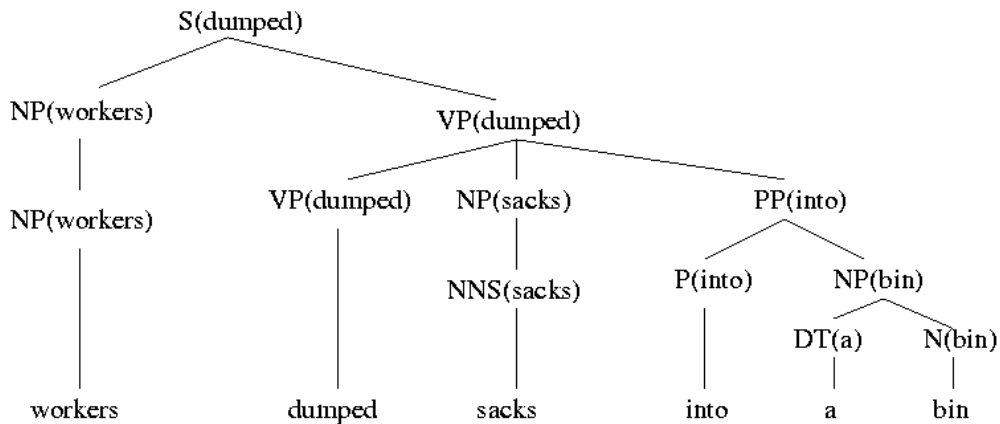 S(dumped)
NP(workers)
VP(dumped)
VP(dumped) NP(sacks) PP(into)
NP(workers)
P(into) NP(bin)
NNS(sacks)
DT(a) N(bin)
workers dumped sacks into a bin